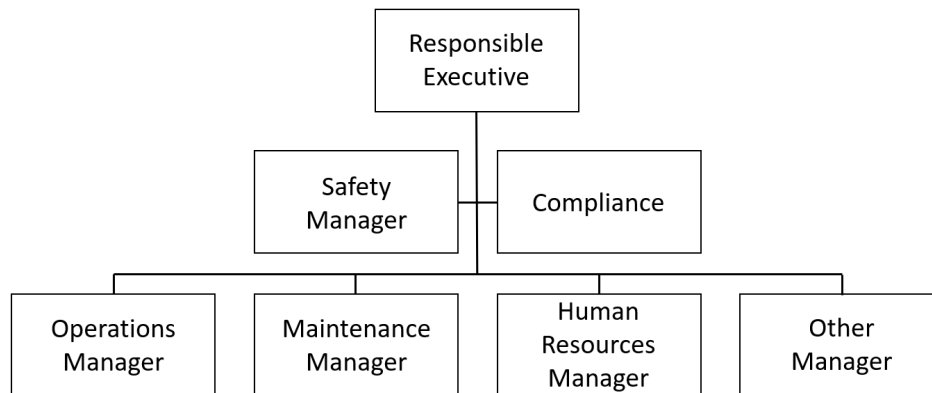 Responsible
Executive
Safety
Manager
Compliance
Operations
Manager
Maintenance
Manager
Human
Resources
Manager
Other
Manager